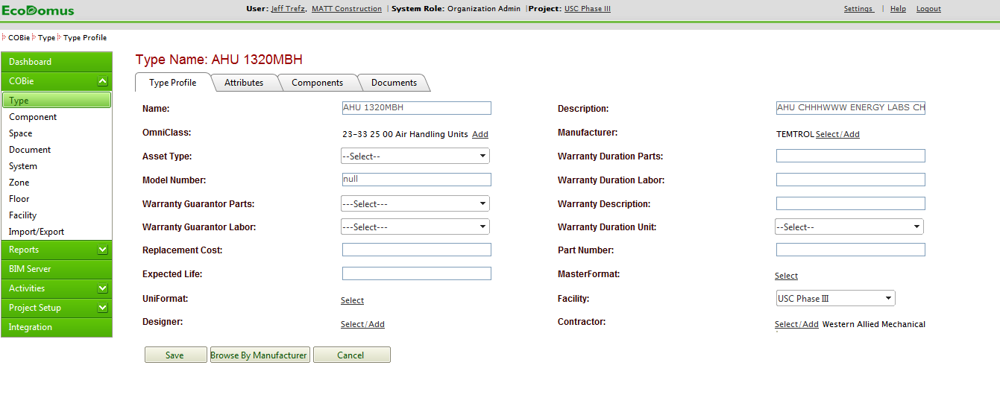 EcoDomus
User: Jeff Trefz, MATT Construction | System Role: Organization Admin | Project: USC Phase III
Settings | Help Logout
COBie Type Type Profile
Dashboard
COBie
Type
Component
Space
Document
System
Zone
Floor
Facility
Import/Export
Reports
BIM Server
Activities
Project Setup
Integration
Type Name: AHU 1320MBH
Type Profile Attributes Components Documents
Name: AHU 1320MBH Description: AHU CHHHWWW ENERGY LABS CH
OmniClass: 23-33 25 00 Air Handling Units Add Manufacturer: TEMTROL Select/Add
Asset Type: --Select-- Warranty Duration Parts:
Model Number: null Warranty Duration Labor:
Warranty Guarantor Parts: ---Select--- Warranty Description:
Warranty Guarantor Labor: ---Select--- Warranty Duration Unit: --Select--
Replacement Cost: Part Number:
Expected Life: MasterFormat: Select
UniFormat: Select Facility: USC Phase III
Designer: Select/Add Contractor: Select/Add Western Allied Mechanical
Save Browse By Manufacturer Cancel